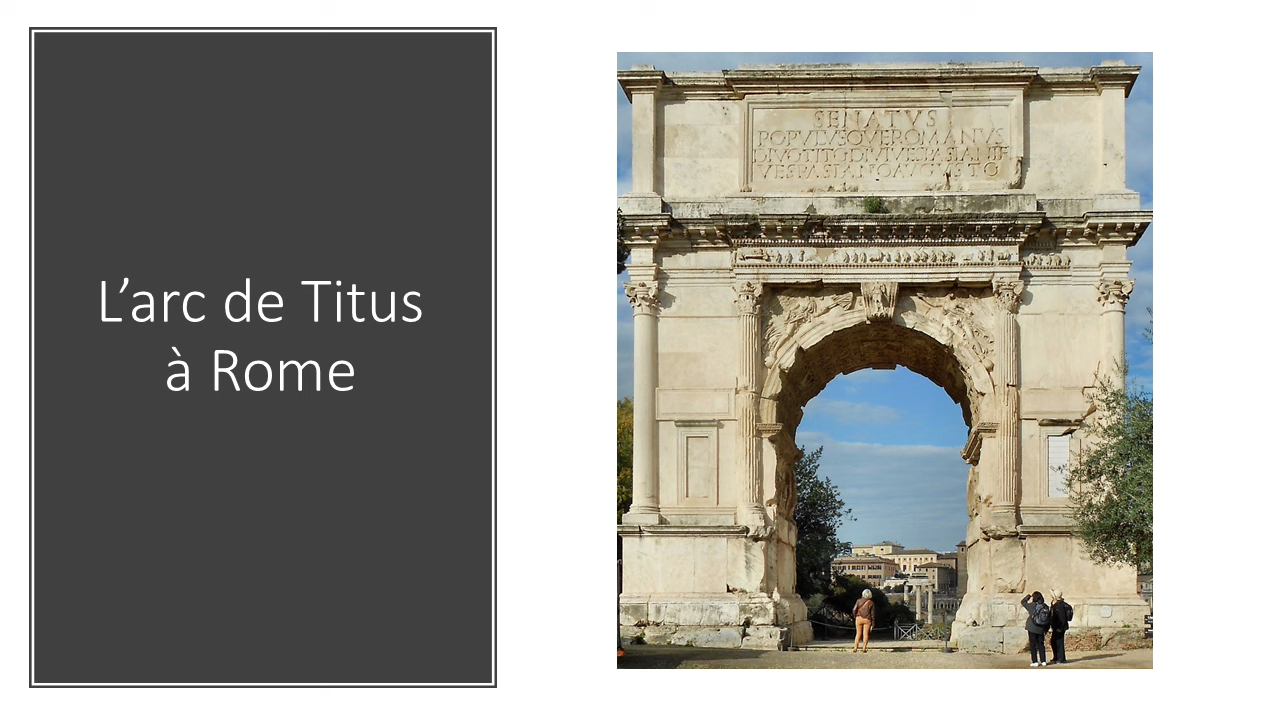 L’arc de Titus
à Rome
SENATVS
POPVLVSQVEROMANVS
DIVOTITODIVIVESPASIANIF
VESPASIANOAVGVSTO